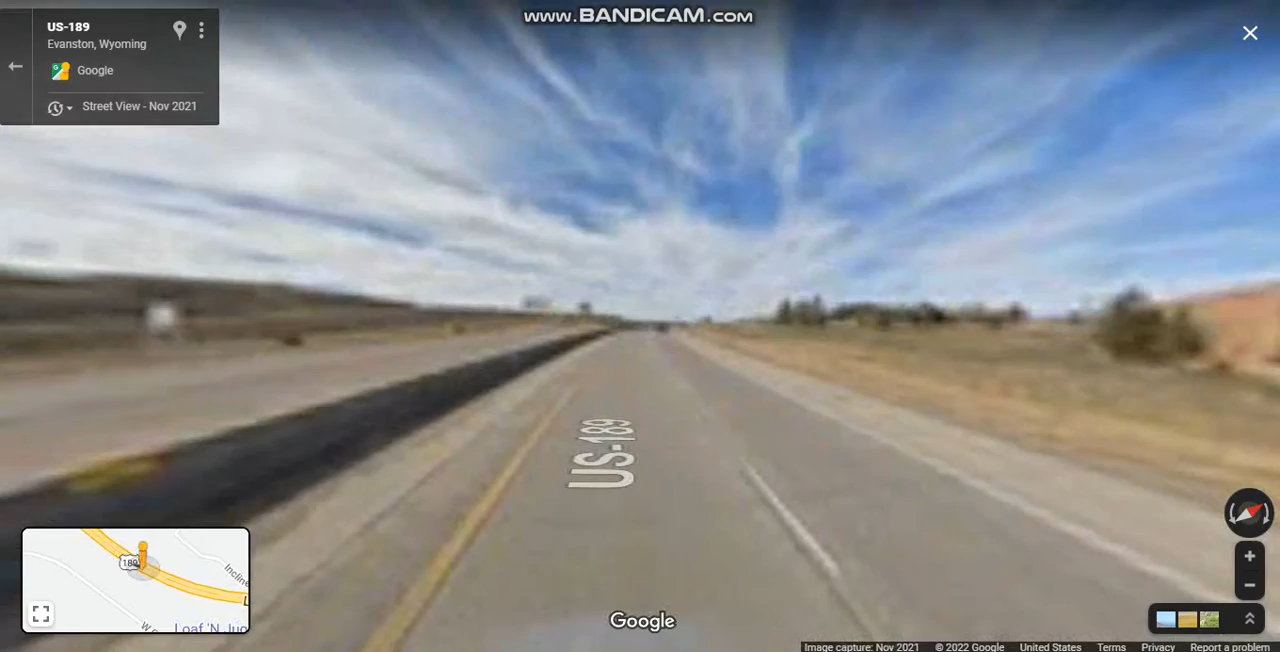 www.BANDICAM.com
US-189
Evanston, Wyoming
Google
Street View - Nov 2021
US-189
189
Incline
Loaf 'N Jug
Google
Image capture: Nov 2021 © 2022 Google United States Terms Privacy Report a problem